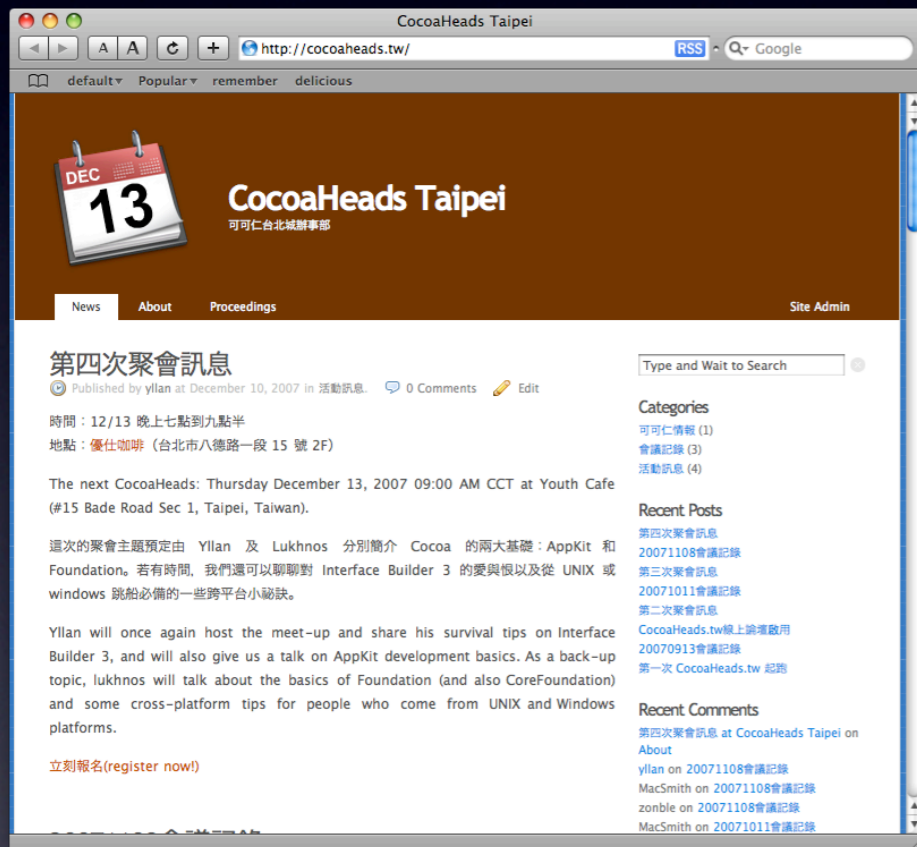 CocoaHeads Taipei
A A
http://cocoaheads.tw/
RSS
Google
default
Popular
remember
delicious
DEC
13
CocoaHeads Taipei
可可仁台北城辦事部
News
About
Proceedings
Site Admin
第四次聚會訊息
Published by yllan at December 10, 2007 in 活動訊息.
0 Comments
Edit
時間：12/13 晚上七點到九點半
地點：優仕咖啡（台北市八德路一段 15 號 2F）
The next CocoaHeads: Thursday December 13, 2007 09:00 AM CCT at Youth Cafe
(#15 Bade Road Sec 1, Taipei, Taiwan).
這次的聚會主題預定由 Yllan 及 Lukhnos 分別簡介 Cocoa 的兩大基礎：AppKit 和
Foundation。若有時間，我們還可以聊聊對 Interface Builder 3 的愛與恨以及從 UNIX 或
windows 跳船必備的一些跨平台小祕訣。
Yllan will once again host the meet-up and share his survival tips on Interface
Builder 3, and will also give us a talk on AppKit development basics. As a back-up
topic, lukhnos will talk about the basics of Foundation (and also CoreFoundation)
and some cross-platform tips for people who come from UNIX and Windows
platforms.
立刻報名(register now!)
Type and Wait to Search
Categories
可可仁情報 (1)
會議記錄 (3)
活動訊息 (4)
Recent Posts
第四次聚會訊息
20071108會議記錄
第三次聚會訊息
20071011會議記錄
第二次聚會訊息
CocoaHeads.tw線上論壇啟用
20070913會議記錄
第一次 CocoaHeads.tw 起跑
Recent Comments
第四次聚會訊息 at CocoaHeads Taipei on
About
yllan on 20071108會議記錄
MacSmith on 20071108會議記錄
zonble on 20071108會議記錄
MacSmith on 20071011會議記錄